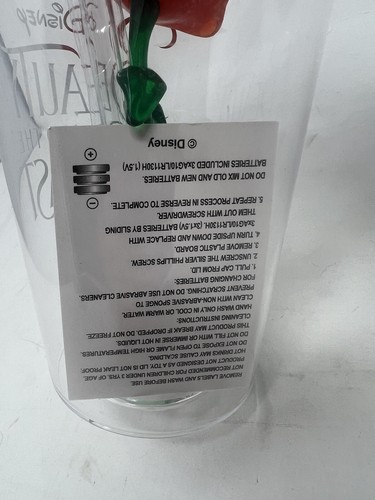 REMOVE LABELS AND WASH BEFORE USE.
NOT RECOMMENDED FOR CHILDREN UNDER 3 YRS. OF AGE.
PRODUCT NOT DESIGNED AS A TOY. LID IS NOT LEAK PROOF.
HOT DRINKS MAY CAUSE SCALDING.
DO NOT EXPOSE TO OPEN FLAME OR HIGH TEMPERATURES.
DO NOT FILL WITH OR IMMERSE IN HOT LIQUIDS.
THIS PRODUCT MAY BREAK IF DROPPED. DO NOT FREEZE.
CLEANING INSTRUCTIONS:
HAND WASH ONLY IN COOL OR WARM WATER.
CLEAN WITH NON-ABRASIVE SPONGE TO
PREVENT SCRATCHING. DO NOT USE ABRASIVE CLEANERS.
FOR CHANGING BATTERIES:
1. PULL CAP FROM LID.
2. UNSCREW THE SILVER PHILLIPS SCREW.
3. REMOVE PLASTIC BOARD.
4. TURN UPSIDE DOWN AND REPLACE WITH
3xAG10/LR1130H. (3x1.5V) BATTERIES BY SLIDING
THEM OUT WITH SCREWDRIVER.
5. REPEAT PROCESS IN REVERSE TO COMPLETE.
DO NOT MIX OLD AND NEW BATTERIES.
BATTERIES INCLUDED 3xAG10/LR1130H (1.5V)
© Disney
Disney
BEAUTY